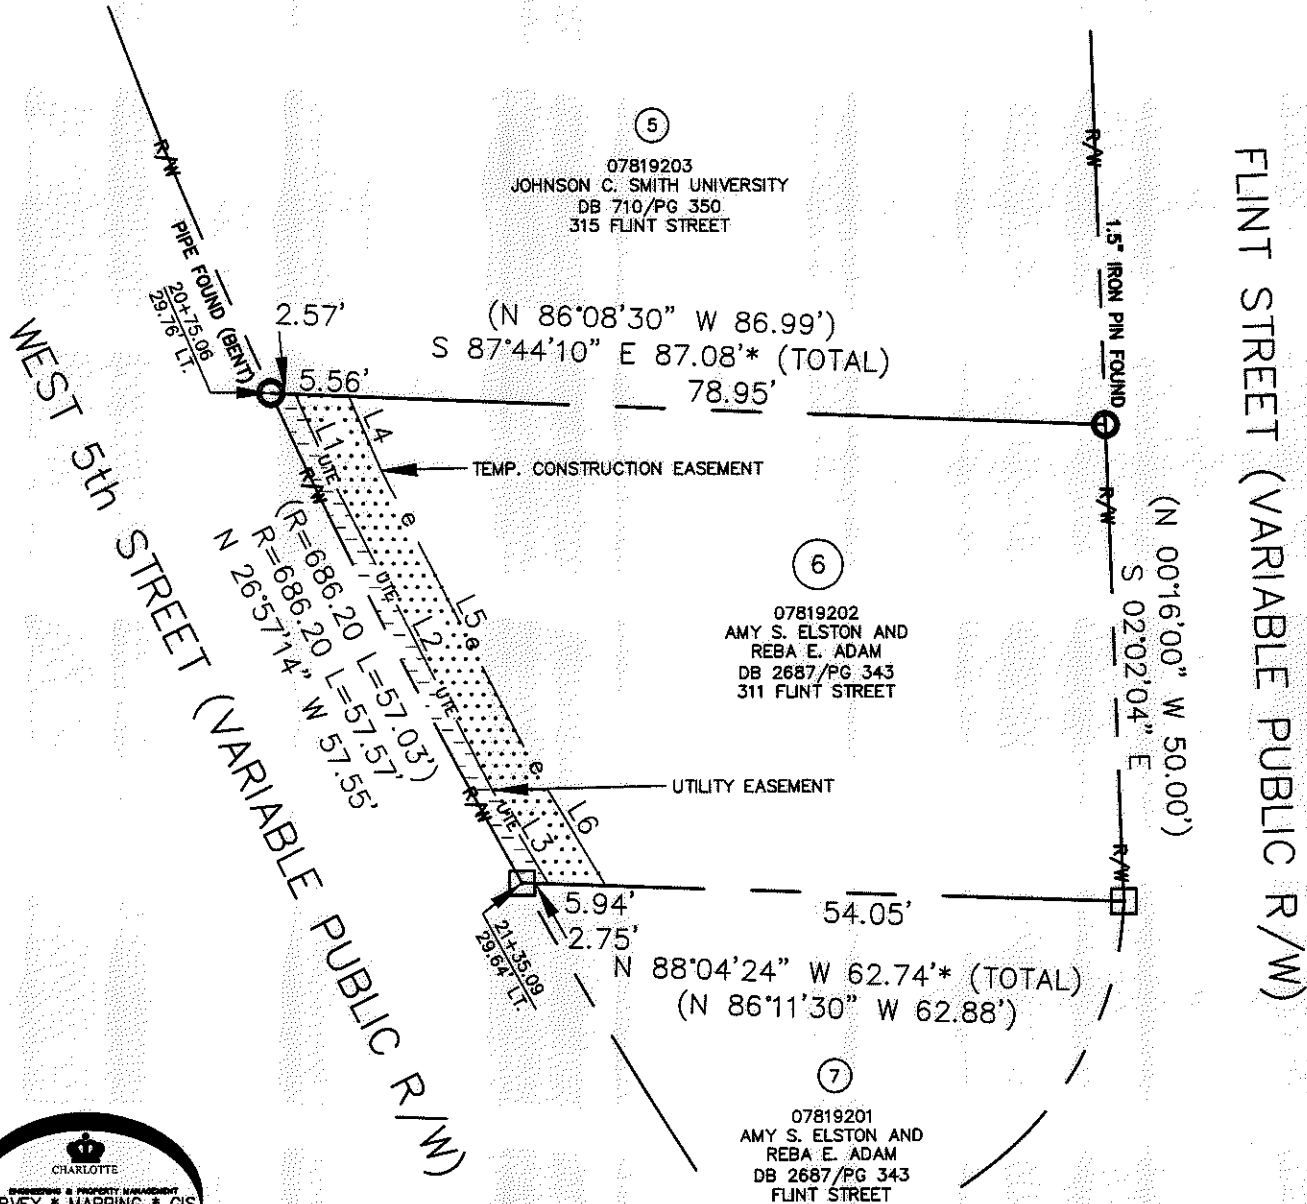 5
07819203
JOHNSON C. SMITH UNIVERSITY
DB 710/PG 350
315 FLINT STREET
R/W
R/W
FLINT STREET (VARIABLE PUBLIC R/W)
PIPE FOUND (BENT)
20+75.06
29.76' LT.
1.5" IRON PIN FOUND
2.57'
(N 86°08'30" W 86.99')
S 87°44'10" E 87.08'* (TOTAL)
5.56'
78.95'
WEST 5th STREET (VARIABLE PUBLIC R/W)
L1
L4
UTE
R/W
TEMP. CONSTRUCTION EASEMENT
R/W
e
(N 00°16'00" W 50.00')
S 02°02'04" E
(R=686.20 L=57.03')
R=686.20 L=57.57'
N 26°57'14" W 57.55'
UTE
L2
L5
e
6
07819202
AMY S. ELSTON AND
REBA E. ADAM
DB 2687/PG 343
311 FLINT STREET
UTE
e
UTILITY EASEMENT
R/W
UTE
L3
L6
R/W
5.94'
54.05'
2.75'
21+35.09
29.64' LT.
N 88°04'24" W 62.74'* (TOTAL)
(N 86°11'30" W 62.88')
7
07819201
AMY S. ELSTON AND
REBA E. ADAM
DB 2687/PG 343
FLINT STREET
CHARLOTTE
ENGINEERING & PROPERTY MANAGEMENT
* MAPPING * GIS